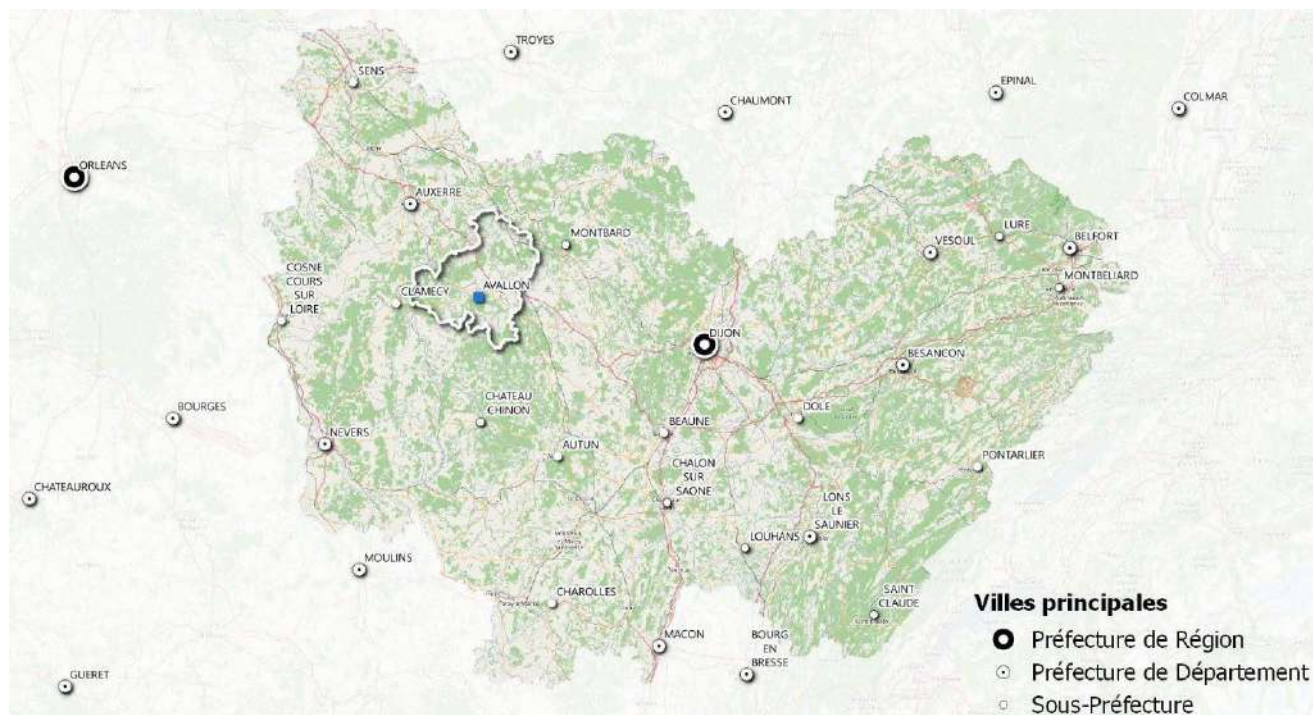 TROYES
SENS
EPINAL
CHAUMONT
COLMAR
ORLEANS
AUXERRE
MONTBARD
LURE
VESOUL
BELFORT
COSNE
COURS
SUR
LOIRE
CLAMECY
AVALLON
MONTBELIARD
DIJON
BESANCON
CHATEAU
CHINON
BOURGES
DOLE
BEAUNE
NEVERS
AUTUN
CHALON
SUR
SAONE
PONTARLIER
CHATEAUROUX
LONS
LE
SAUNIER
LOUHANS
MOULINS
CHAROLLES
SAINT
CLAUDE
MACON
BOURG
EN
BRESSE
GUERET
Villes principales
Préfecture de Région
Préfecture de Département
Sous-Préfecture